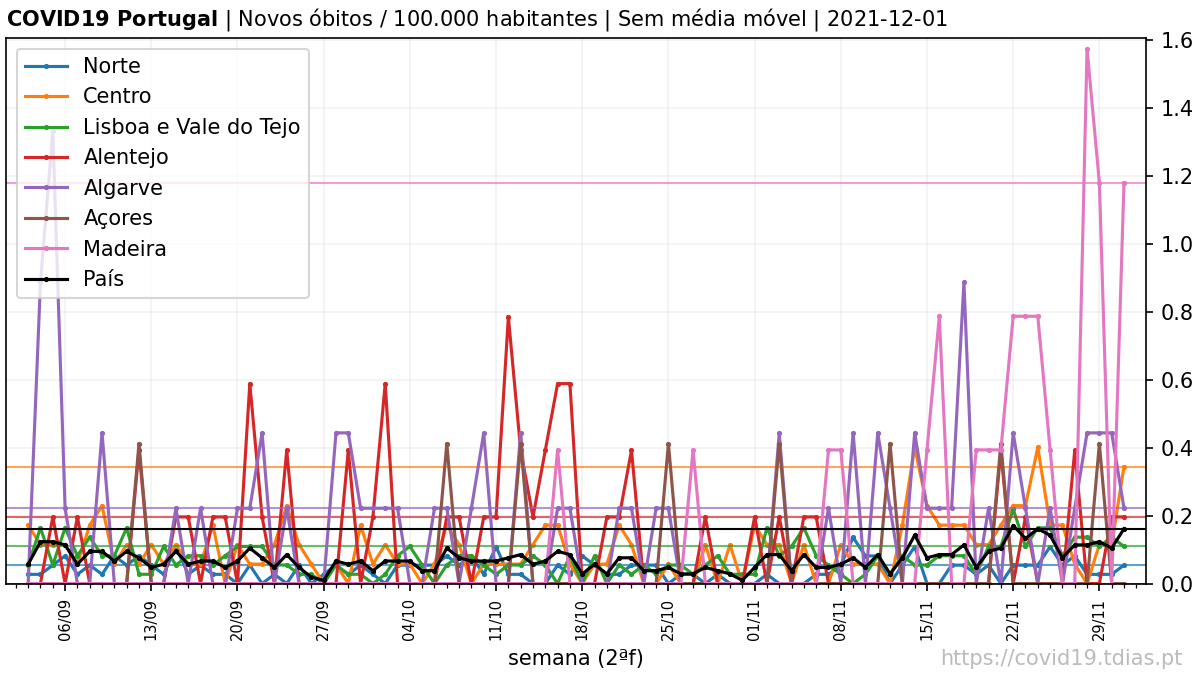 COVID19 Portugal | Novos óbitos / 100.000 habitantes | Sem média móvel | 2021-12-01
Norte
Centro
Lisboa e Vale do Tejo
Alentejo
Algarve
Açores
Madeira
País
1.6
1.4
1.2
1.0
0.8
0.6
0.4
0.2
0.0
06/09
13/09
20/09
27/09
04/10
11/10
18/10
25/10
01/11
08/11
15/11
22/11
29/11
semana (2ªf)
https://covid19.tdias.pt